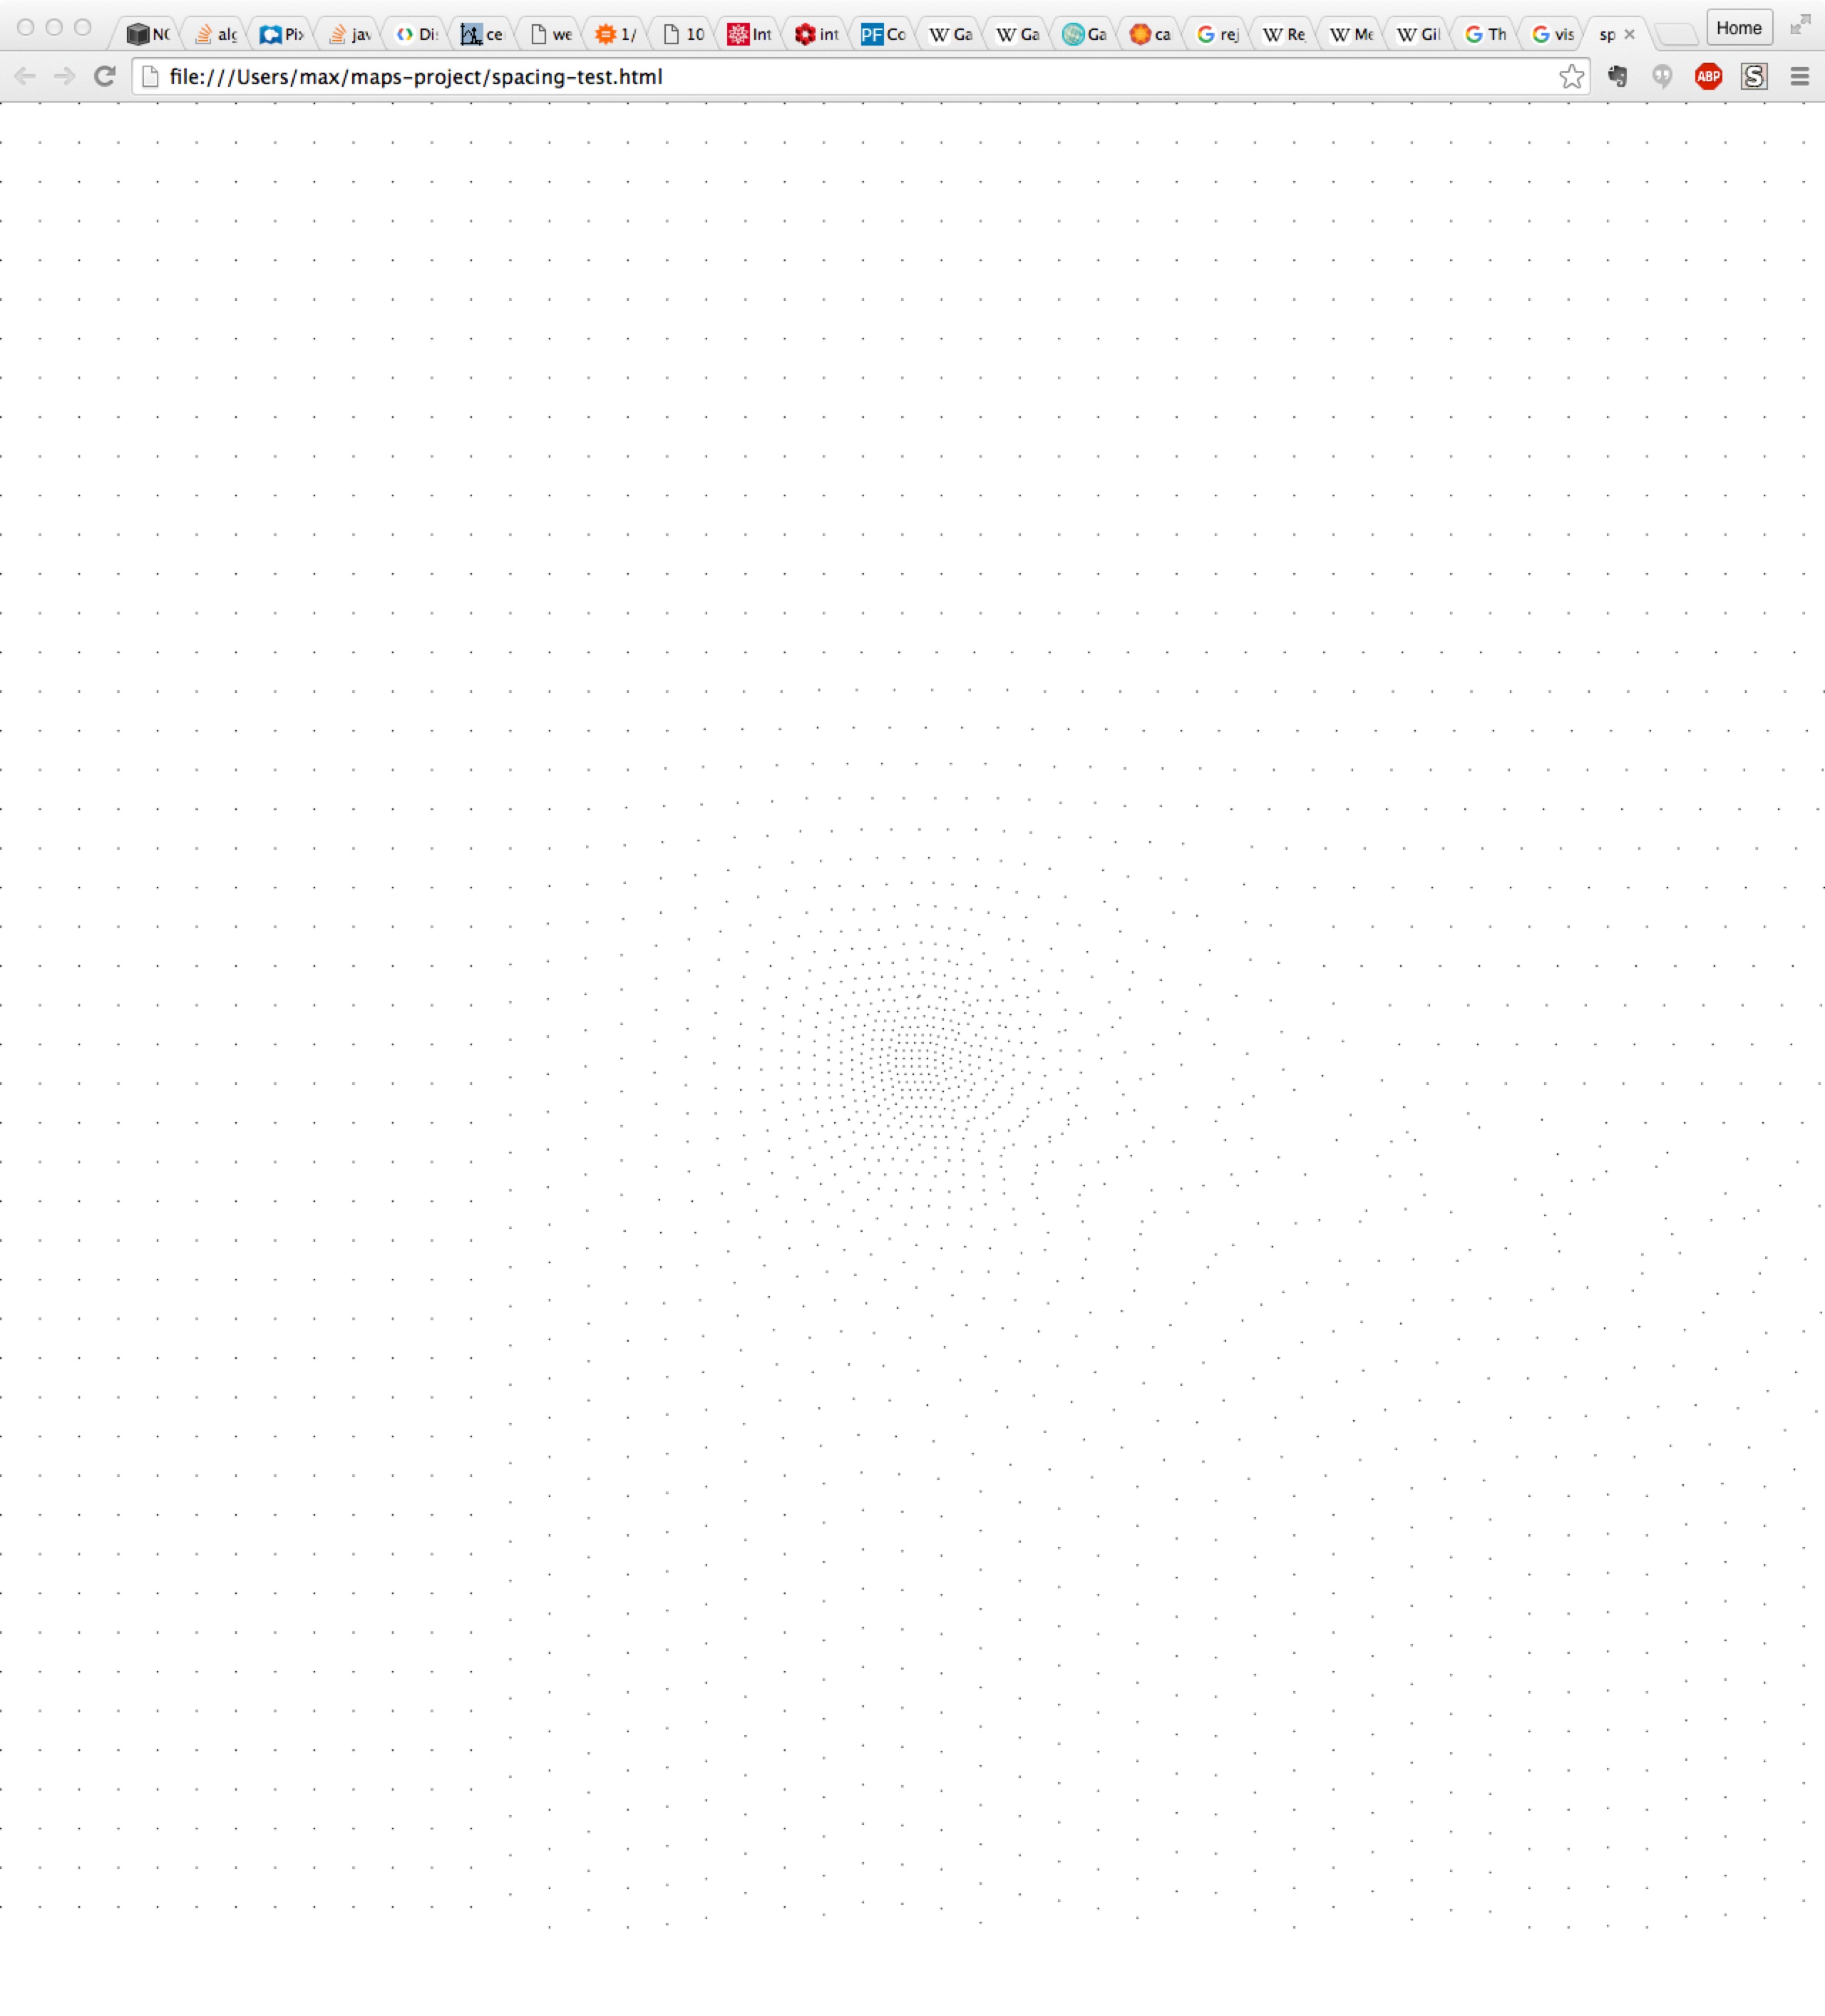 NC alg Pix jav Di: ce we 1/ 10 Int int PF Co W Ga W Ga Ga ca G rej W Re W Me W Gil G Th G vis sp × Home
file:///Users/max/maps-project/spacing-test.html ABP S